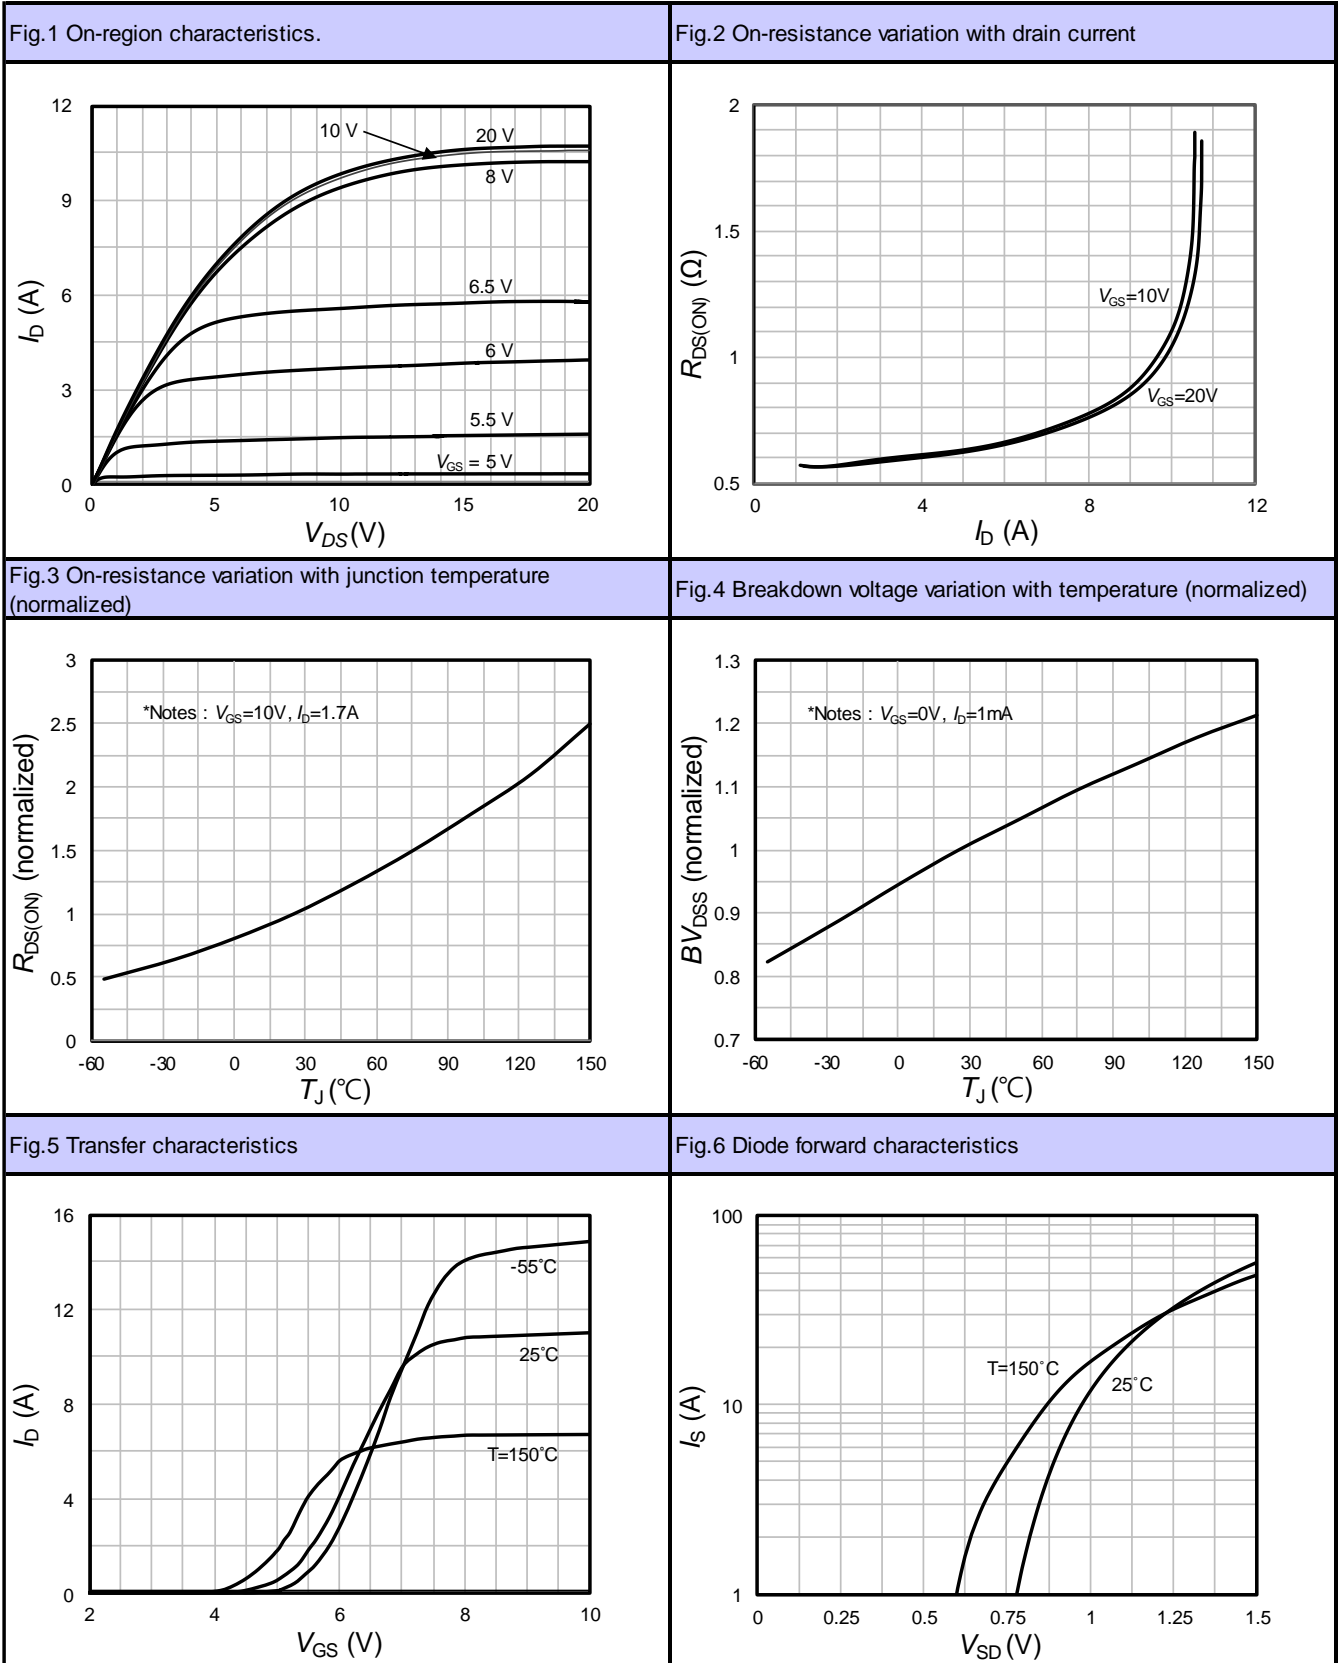 Fig.1 On-region characteristics.
Fig.2 On-resistance variation with drain current
12
9
6
3
0
0
5
10
15
20
I_D (A)
V_DS(V)
10 V
20 V
8 V
6.5 V
6 V
5.5 V
V_GS = 5 V
2
1.5
1
0.5
0
4
8
12
R_DS(ON) (Ω)
I_D (A)
V_GS=10V
V_GS=20V
Fig.3 On-resistance variation with junction temperature
(normalized)
Fig.4 Breakdown voltage variation with temperature (normalized)
3
2.5
2
1.5
1
0.5
0
-60
-30
0
30
60
90
120
150
R_DS(ON) (normalized)
T_J (℃)
*Notes : V_GS=10V, I_D=1.7A
1.3
1.2
1.1
1
0.9
0.8
0.7
-60
-30
0
30
60
90
120
150
BV_DSS (normalized)
T_J (℃)
*Notes : V_GS=0V, I_D=1mA
Fig.5 Transfer characteristics
Fig.6 Diode forward characteristics
16
12
8
4
0
2
4
6
8
10
I_D (A)
V_GS (V)
-55˚C
25˚C
T=150˚C
100
10
1
0
0.25
0.5
0.75
1
1.25
1.5
I_S (A)
V_SD (V)
T=150˚C
25˚C